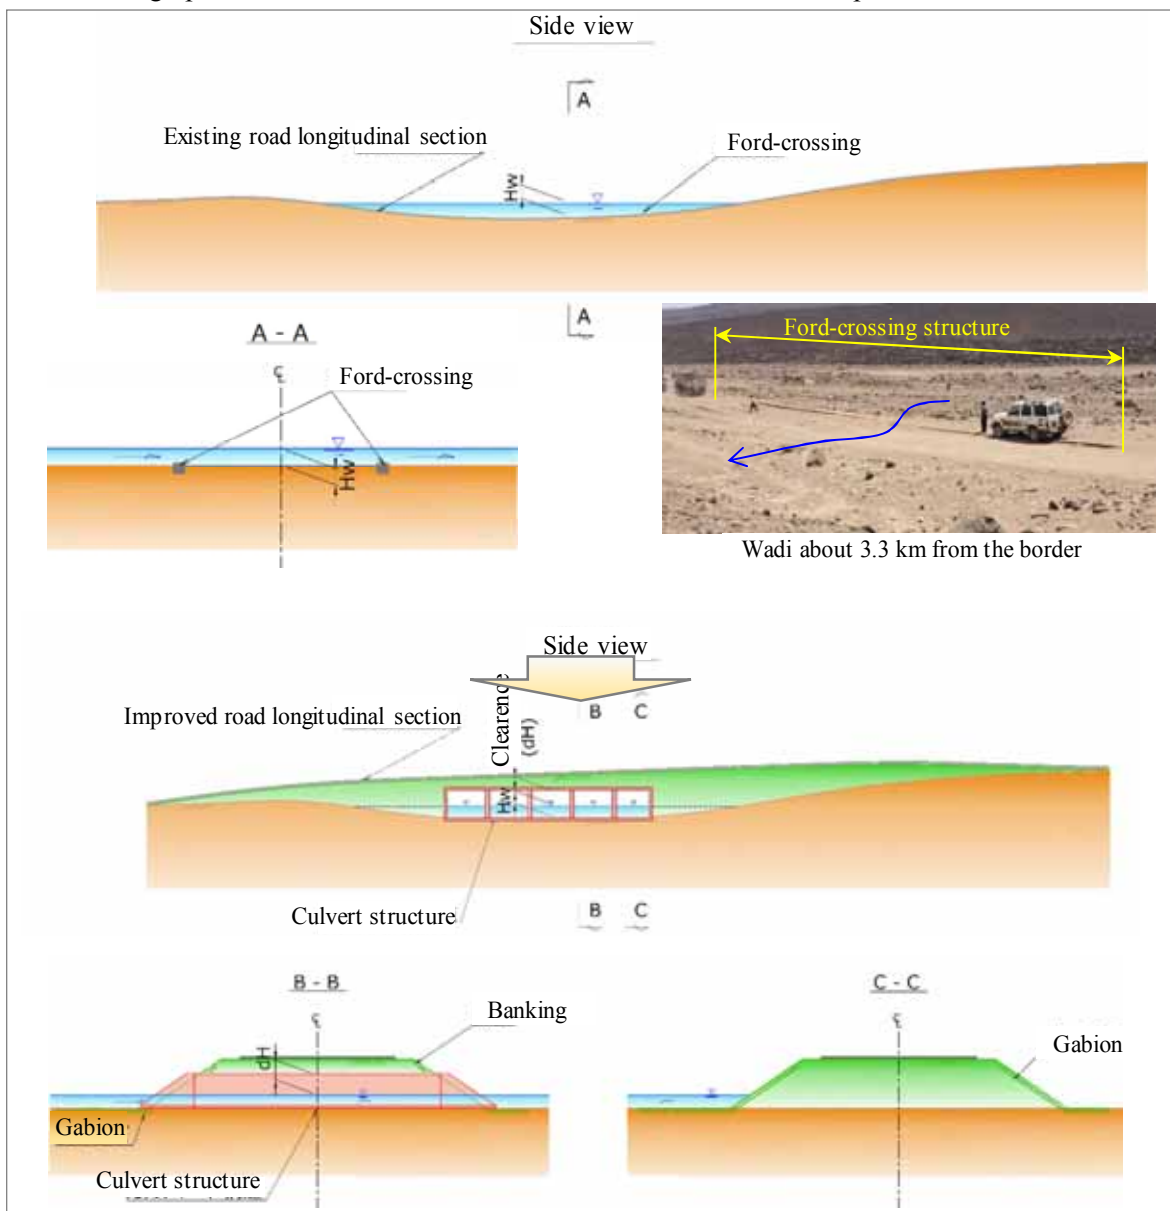 Side view
A
Existing road longitudinal section
Ford-crossing
Hw
A
A - A
Ford-crossing
Hw
Ford-crossing structure
Wadi about 3.3 km from the border
Side view
Clearence
(dH)
B C
Improved road longitudinal section
Hw
Culvert structure
B C
B - B
Banking
dH
Gabion
Culvert structure
C - C
Gabion